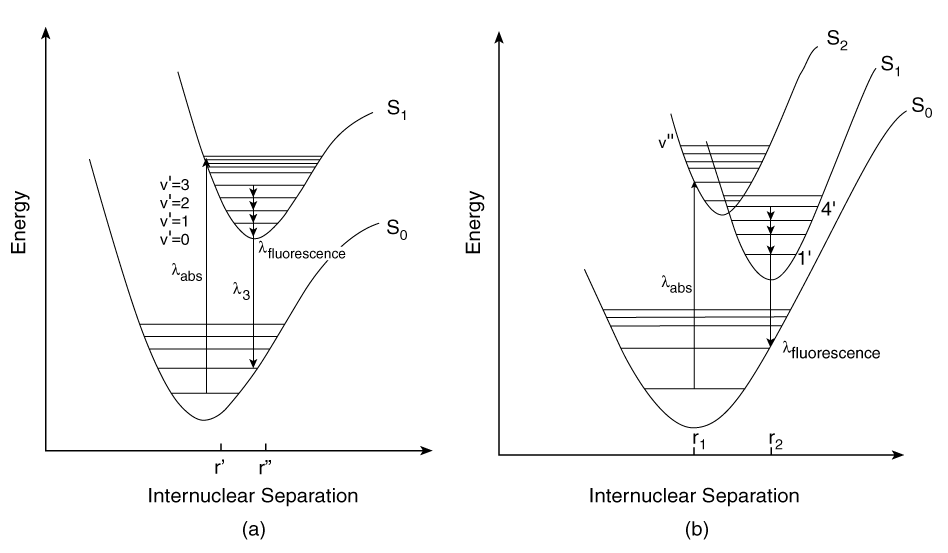 Energy
S₁
S₀
v'=3
v'=2
v'=1
v'=0
λfluorescence
λabs
λ₃
r'
r"
Internuclear Separation
(a)
Energy
S₂
S₁
S₀
v"
4'
1'
λabs
λfluorescence
r₁
r₂
Internuclear Separation
(b)